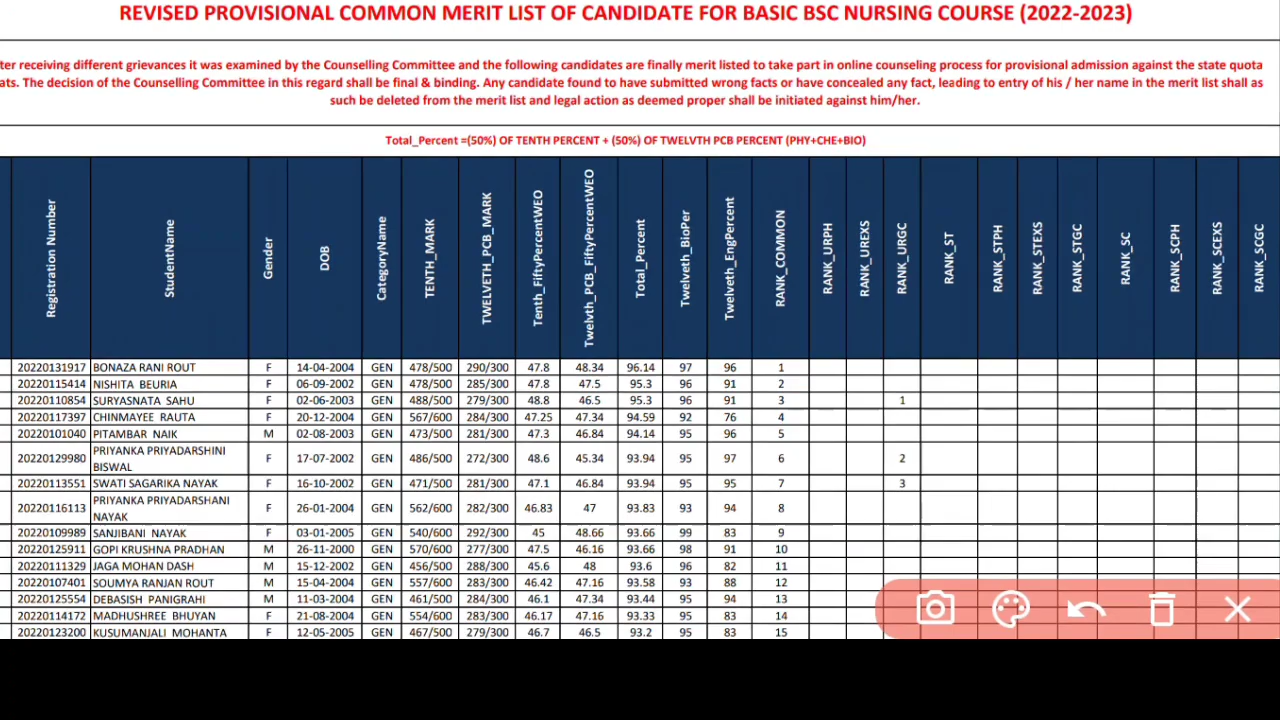 REVISED PROVISIONAL COMMON MERIT LIST OF CANDIDATE FOR BASIC BSC NURSING COURSE (2022-2023)
ter receiving different grievances it was examined by the Counselling Committee and the following candidates are finally merit listed to take part in online counseling process for provisional admission against the state quota
ats. The decision of the Counselling Committee in this regard shall be final & binding. Any candidate found to have submitted wrong facts or have concealed any fact, leading to entry of his / her name in the merit list shall as
such be deleted from the merit list and legal action as deemed proper shall be initiated against him/her.
Total_Percent =(50%) OF TENTH PERCENT + (50%) OF TWELVTH PCB PERCENT (PHY+CHE+BIO)
Registration Number StudentName Gender DOB CategoryName TENTH_MARK TWELVETH_PCB_MARK Tenth_FiftyPercentWEO Twelvth_PCB_FiftyPercentWEO Total_Percent Twelveth_BioPer Twelveth_EngPercent RANK_COMMON RANK_URPH RANK_UREXS RANK_URGC RANK_ST RANK_STPH RANK_STEXS RANK_STGC RANK_SC RANK_SCPH RANK_SCEXS RANK_SCGC
20220131917 BONAZA RANI ROUT F 14-04-2004 GEN 478/500 290/300 47.8 48.34 96.14 97 96 1
20220115414 NISHITA BEURIA F 06-09-2002 GEN 478/500 285/300 47.8 47.5 95.3 96 91 2
20220110854 SURYASNATA SAHU F 02-06-2003 GEN 488/500 279/300 48.8 46.5 95.3 96 91 3 1
20220117397 CHINMAYEE RAUTA F 20-12-2004 GEN 567/600 284/300 47.25 47.34 94.59 92 76 4
20220101040 PITAMBAR NAIK M 02-08-2003 GEN 473/500 281/300 47.3 46.84 94.14 95 96 5
20220129980 PRIYANKA PRIYADARSHINI
BISWAL F 17-07-2002 GEN 486/500 272/300 48.6 45.34 93.94 95 97 6 2
20220113551 SWATI SAGARIKA NAYAK F 16-10-2002 GEN 471/500 281/300 47.1 46.84 93.94 95 95 7 3
20220116113 PRIYANKA PRIYADARSHANI
NAYAK F 26-01-2004 GEN 562/600 282/300 46.83 47 93.83 93 94 8
20220109989 SANJIBANI NAYAK F 03-01-2005 GEN 540/600 292/300 45 48.66 93.66 99 83 9
20220125911 GOPI KRUSHNA PRADHAN M 26-11-2000 GEN 570/600 277/300 47.5 46.16 93.66 98 91 10
20220111329 JAGA MOHAN DASH M 15-12-2002 GEN 456/500 288/300 45.6 48 93.6 96 82 11
20220107401 SOUMYA RANJAN ROUT M 15-04-2004 GEN 557/600 283/300 46.42 47.16 93.58 93 88 12
20220125554 DEBASISH PANIGRAHI M 11-03-2004 GEN 461/500 284/300 46.1 47.34 93.44 95 94 13
20220114172 MADHUSHREE BHUYAN F 21-08-2004 GEN 554/600 283/300 46.17 47.16 93.33 95 83 14
20220123200 KUSUMANJALI MOHANTA F 12-05-2005 GEN 467/500 279/300 46.7 46.5 93.2 95 83 15